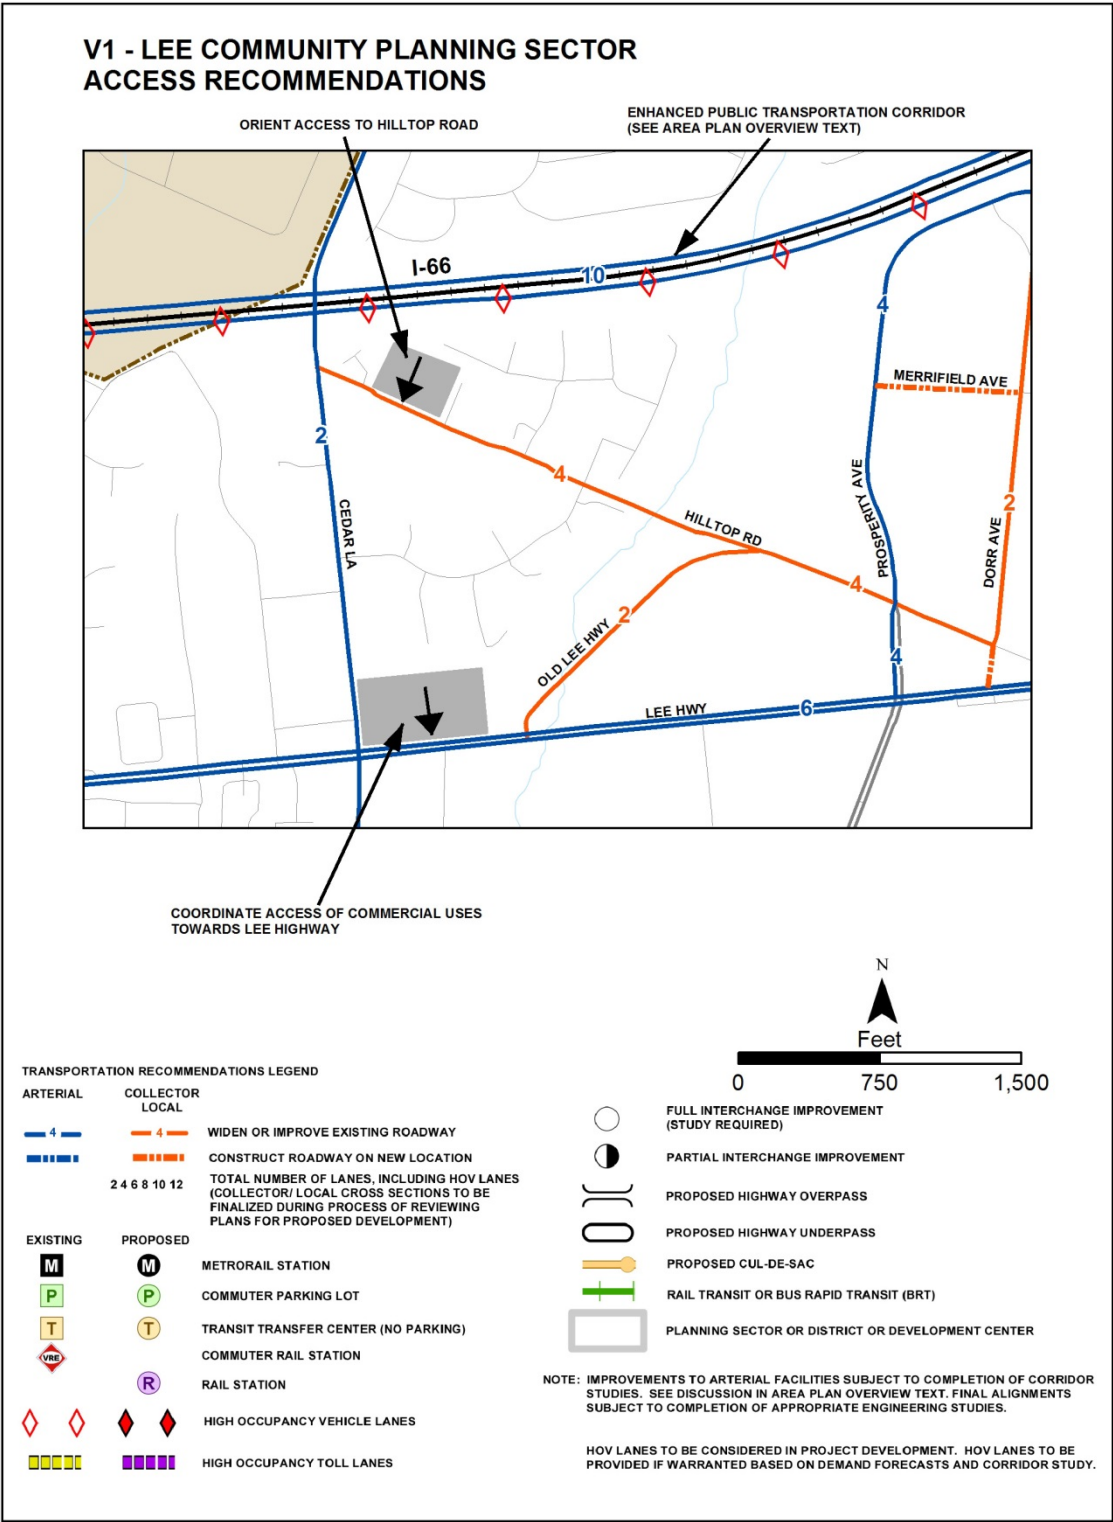 V1 - LEE COMMUNITY PLANNING SECTOR
ACCESS RECOMMENDATIONS
ORIENT ACCESS TO HILLTOP ROAD
ENHANCED PUBLIC TRANSPORTATION CORRIDOR
(SEE AREA PLAN OVERVIEW TEXT)
I-66
10
4
MERRIFIELD AVE
2
CEDAR LA
4
HILLTOP RD
PROSPERITY AVE
2
DORR AVE
4
2
OLD LEE HWY
4
LEE HWY
6
COORDINATE ACCESS OF COMMERCIAL USES
TOWARDS LEE HIGHWAY
N
Feet
0 750 1,500
TRANSPORTATION RECOMMENDATIONS LEGEND
ARTERIAL
COLLECTOR
LOCAL
4 4 WIDEN OR IMPROVE EXISTING ROADWAY
CONSTRUCT ROADWAY ON NEW LOCATION
2 4 6 8 10 12 TOTAL NUMBER OF LANES, INCLUDING HOV LANES
(COLLECTOR/ LOCAL CROSS SECTIONS TO BE
FINALIZED DURING PROCESS OF REVIEWING
PLANS FOR PROPOSED DEVELOPMENT)
EXISTING PROPOSED
M M METRORAIL STATION
P P COMMUTER PARKING LOT
T T TRANSIT TRANSFER CENTER (NO PARKING)
VRE COMMUTER RAIL STATION
R RAIL STATION
HIGH OCCUPANCY VEHICLE LANES
HIGH OCCUPANCY TOLL LANES
FULL INTERCHANGE IMPROVEMENT
(STUDY REQUIRED)
PARTIAL INTERCHANGE IMPROVEMENT
PROPOSED HIGHWAY OVERPASS
PROPOSED HIGHWAY UNDERPASS
PROPOSED CUL-DE-SAC
RAIL TRANSIT OR BUS RAPID TRANSIT (BRT)
PLANNING SECTOR OR DISTRICT OR DEVELOPMENT CENTER
NOTE: IMPROVEMENTS TO ARTERIAL FACILITIES SUBJECT TO COMPLETION OF CORRIDOR
STUDIES. SEE DISCUSSION IN AREA PLAN OVERVIEW TEXT. FINAL ALIGNMENTS
SUBJECT TO COMPLETION OF APPROPRIATE ENGINEERING STUDIES.
HOV LANES TO BE CONSIDERED IN PROJECT DEVELOPMENT. HOV LANES TO BE
PROVIDED IF WARRANTED BASED ON DEMAND FORECASTS AND CORRIDOR STUDY.